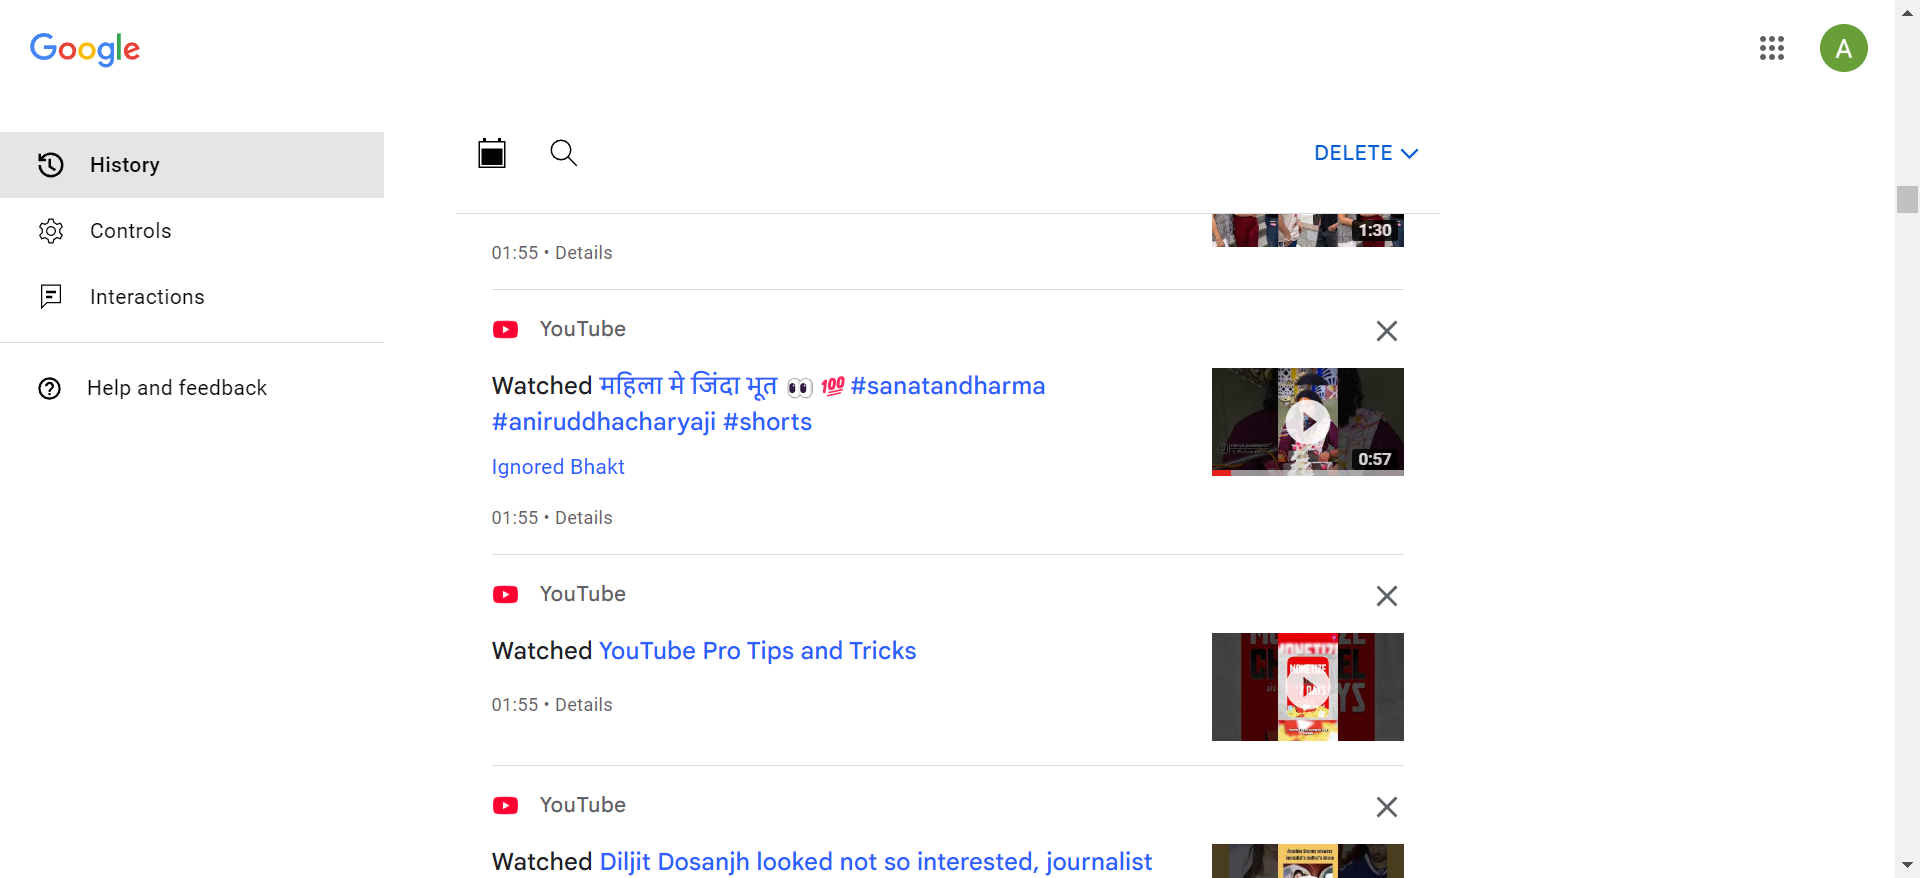 Google
A
History
Controls
Interactions
Help and feedback
DELETE
1:30
01:55 • Details
YouTube
Watched महिला मे जिंदा भूत 👀 💯 #sanatandharma
#aniruddhacharyaji #shorts
Ignored Bhakt
0:57
01:55 • Details
YouTube
Watched YouTube Pro Tips and Tricks
MONETIZE
01:55 • Details
YouTube
Watched Diljit Dosanjh looked not so interested, journalist